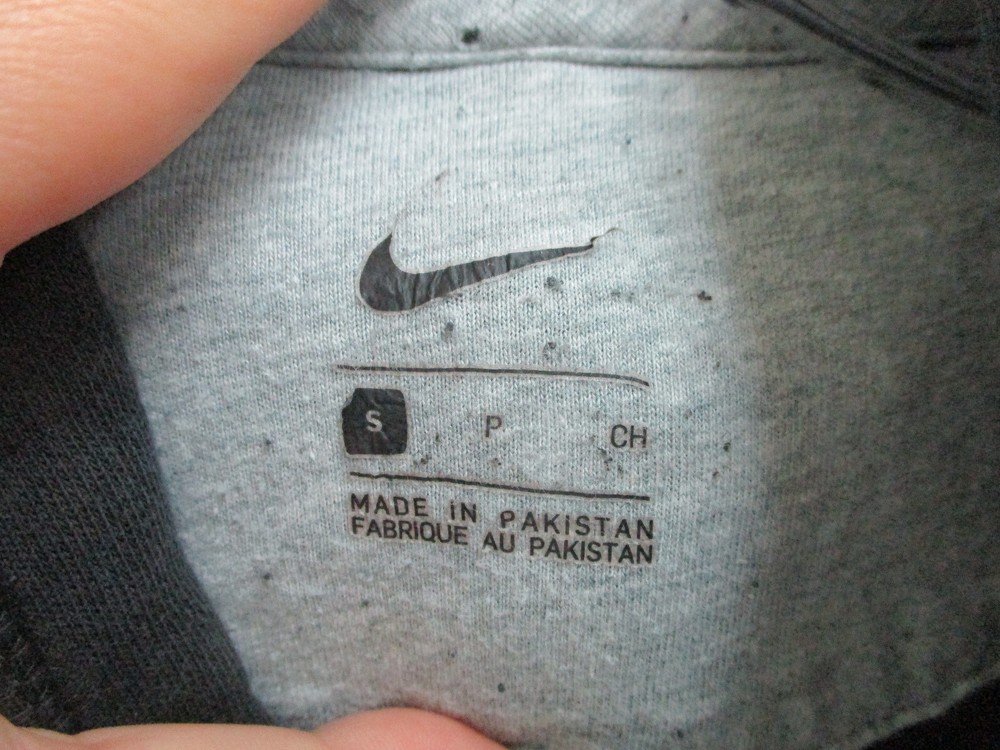 S P CH
MADE IN PAKISTAN
FABRIQUE AU PAKISTAN